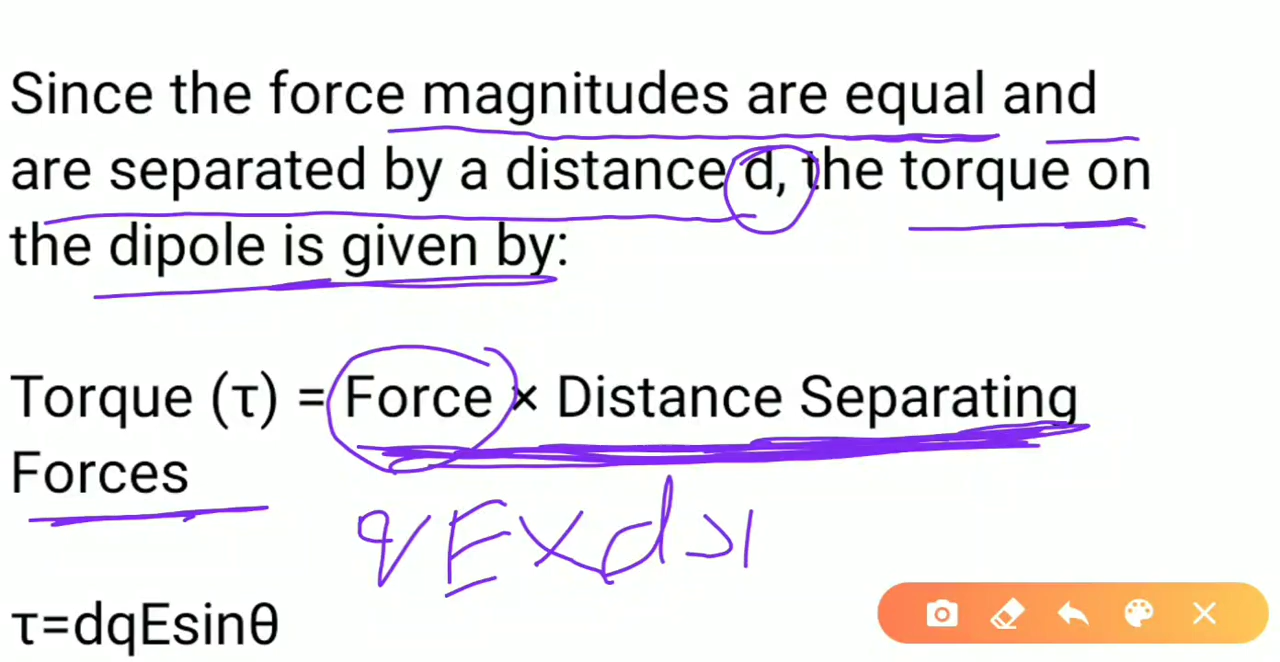 Since the force magnitudes are equal and
are separated by a distance d, the torque on
the dipole is given by:
Torque (τ) = Force × Distance Separating
Forces
qE×d
τ=dqEsinθ